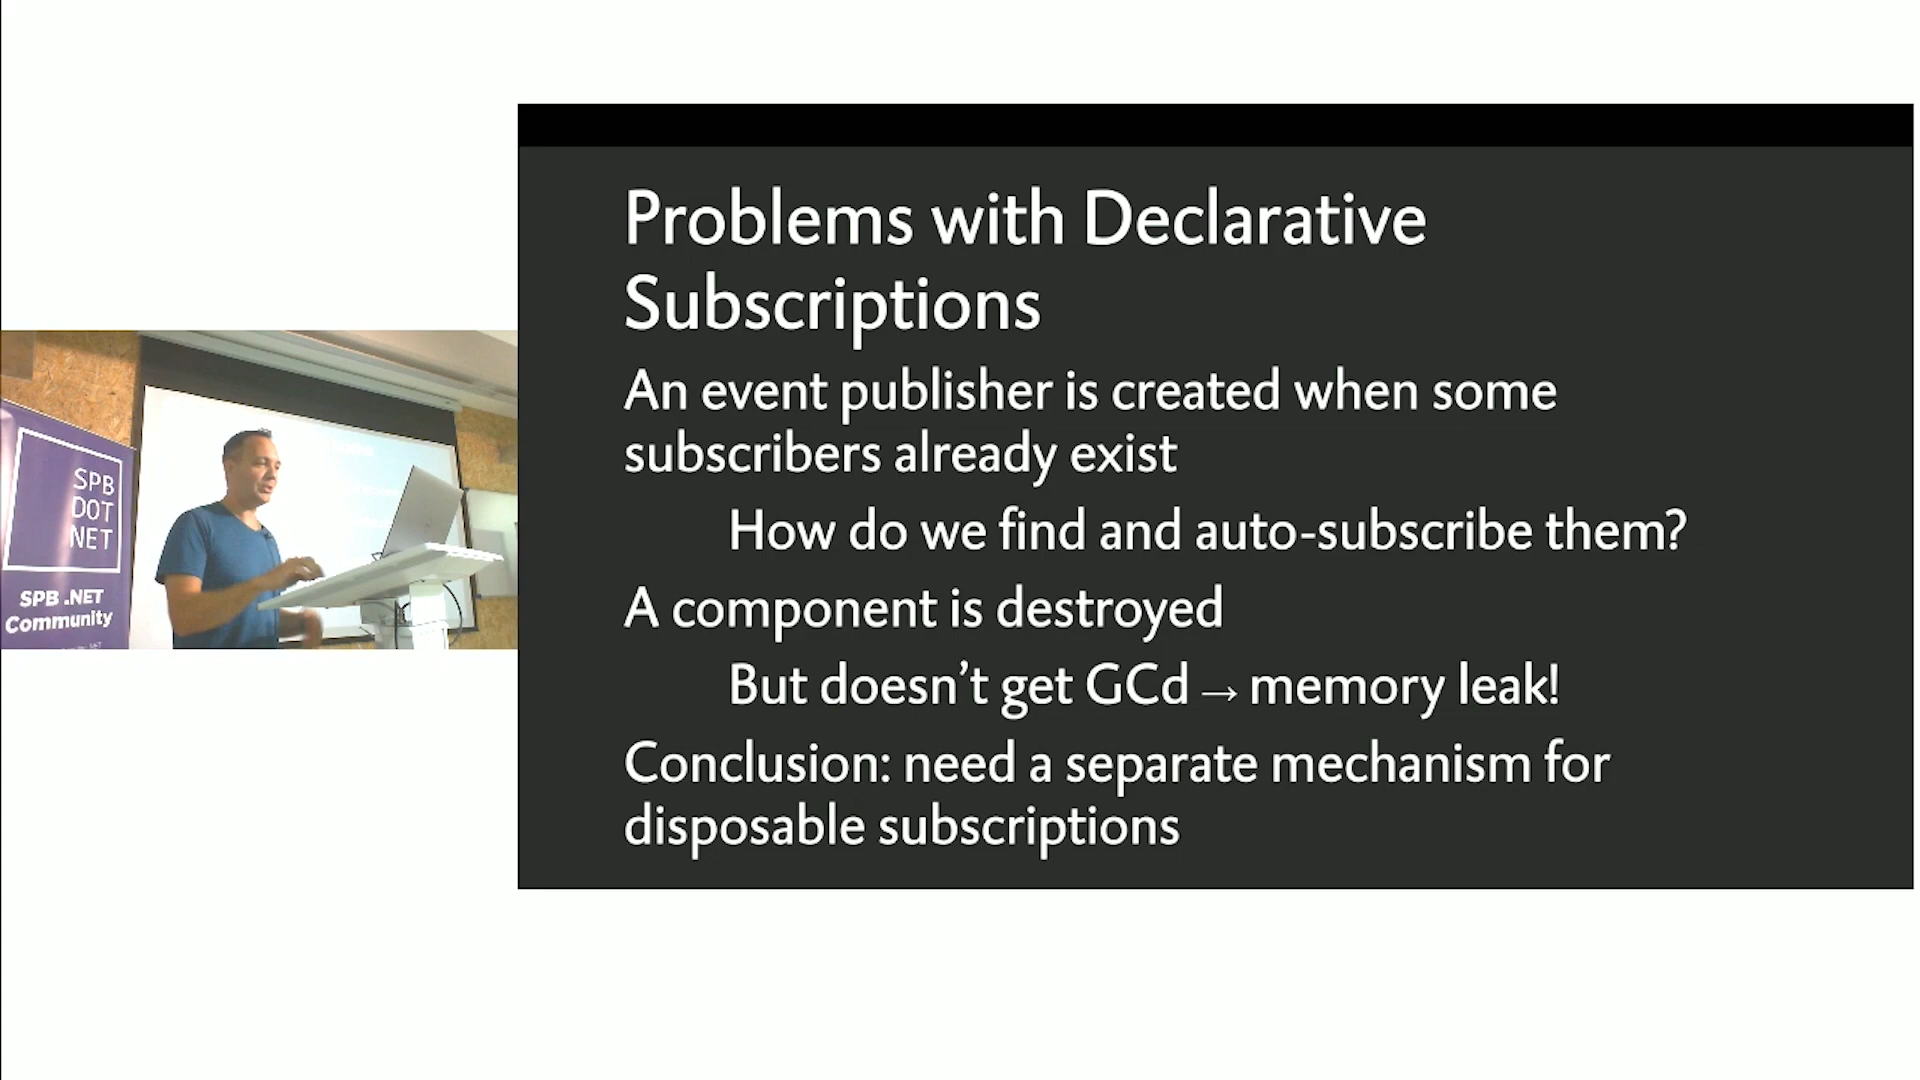 Problems with Declarative
Subscriptions
An event publisher is created when some
subscribers already exist
How do we find and auto-subscribe them?
A component is destroyed
But doesn’t get GCd → memory leak!
Conclusion: need a separate mechanism for
disposable subscriptions
SPB
DOT
NET
SPB .NET
Community